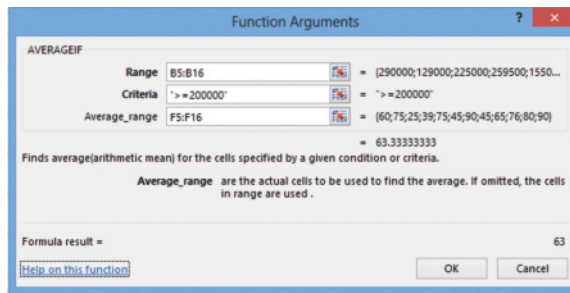 Function Arguments ? ×
AVERAGEIF
Range B5:B16 = {290000;129000;225000;259500;1550...
Criteria ">=200000" = ">=200000"
Average_range F5:F16 = {60;75;25;39;75;45;90;45;65;76;80;90}
= 63.33333333
Finds average(arithmetic mean) for the cells specified by a given condition or criteria.
Average_range are the actual cells to be used to find the average. If omitted, the cells
in range are used .
Formula result = 63
Help on this function OK Cancel